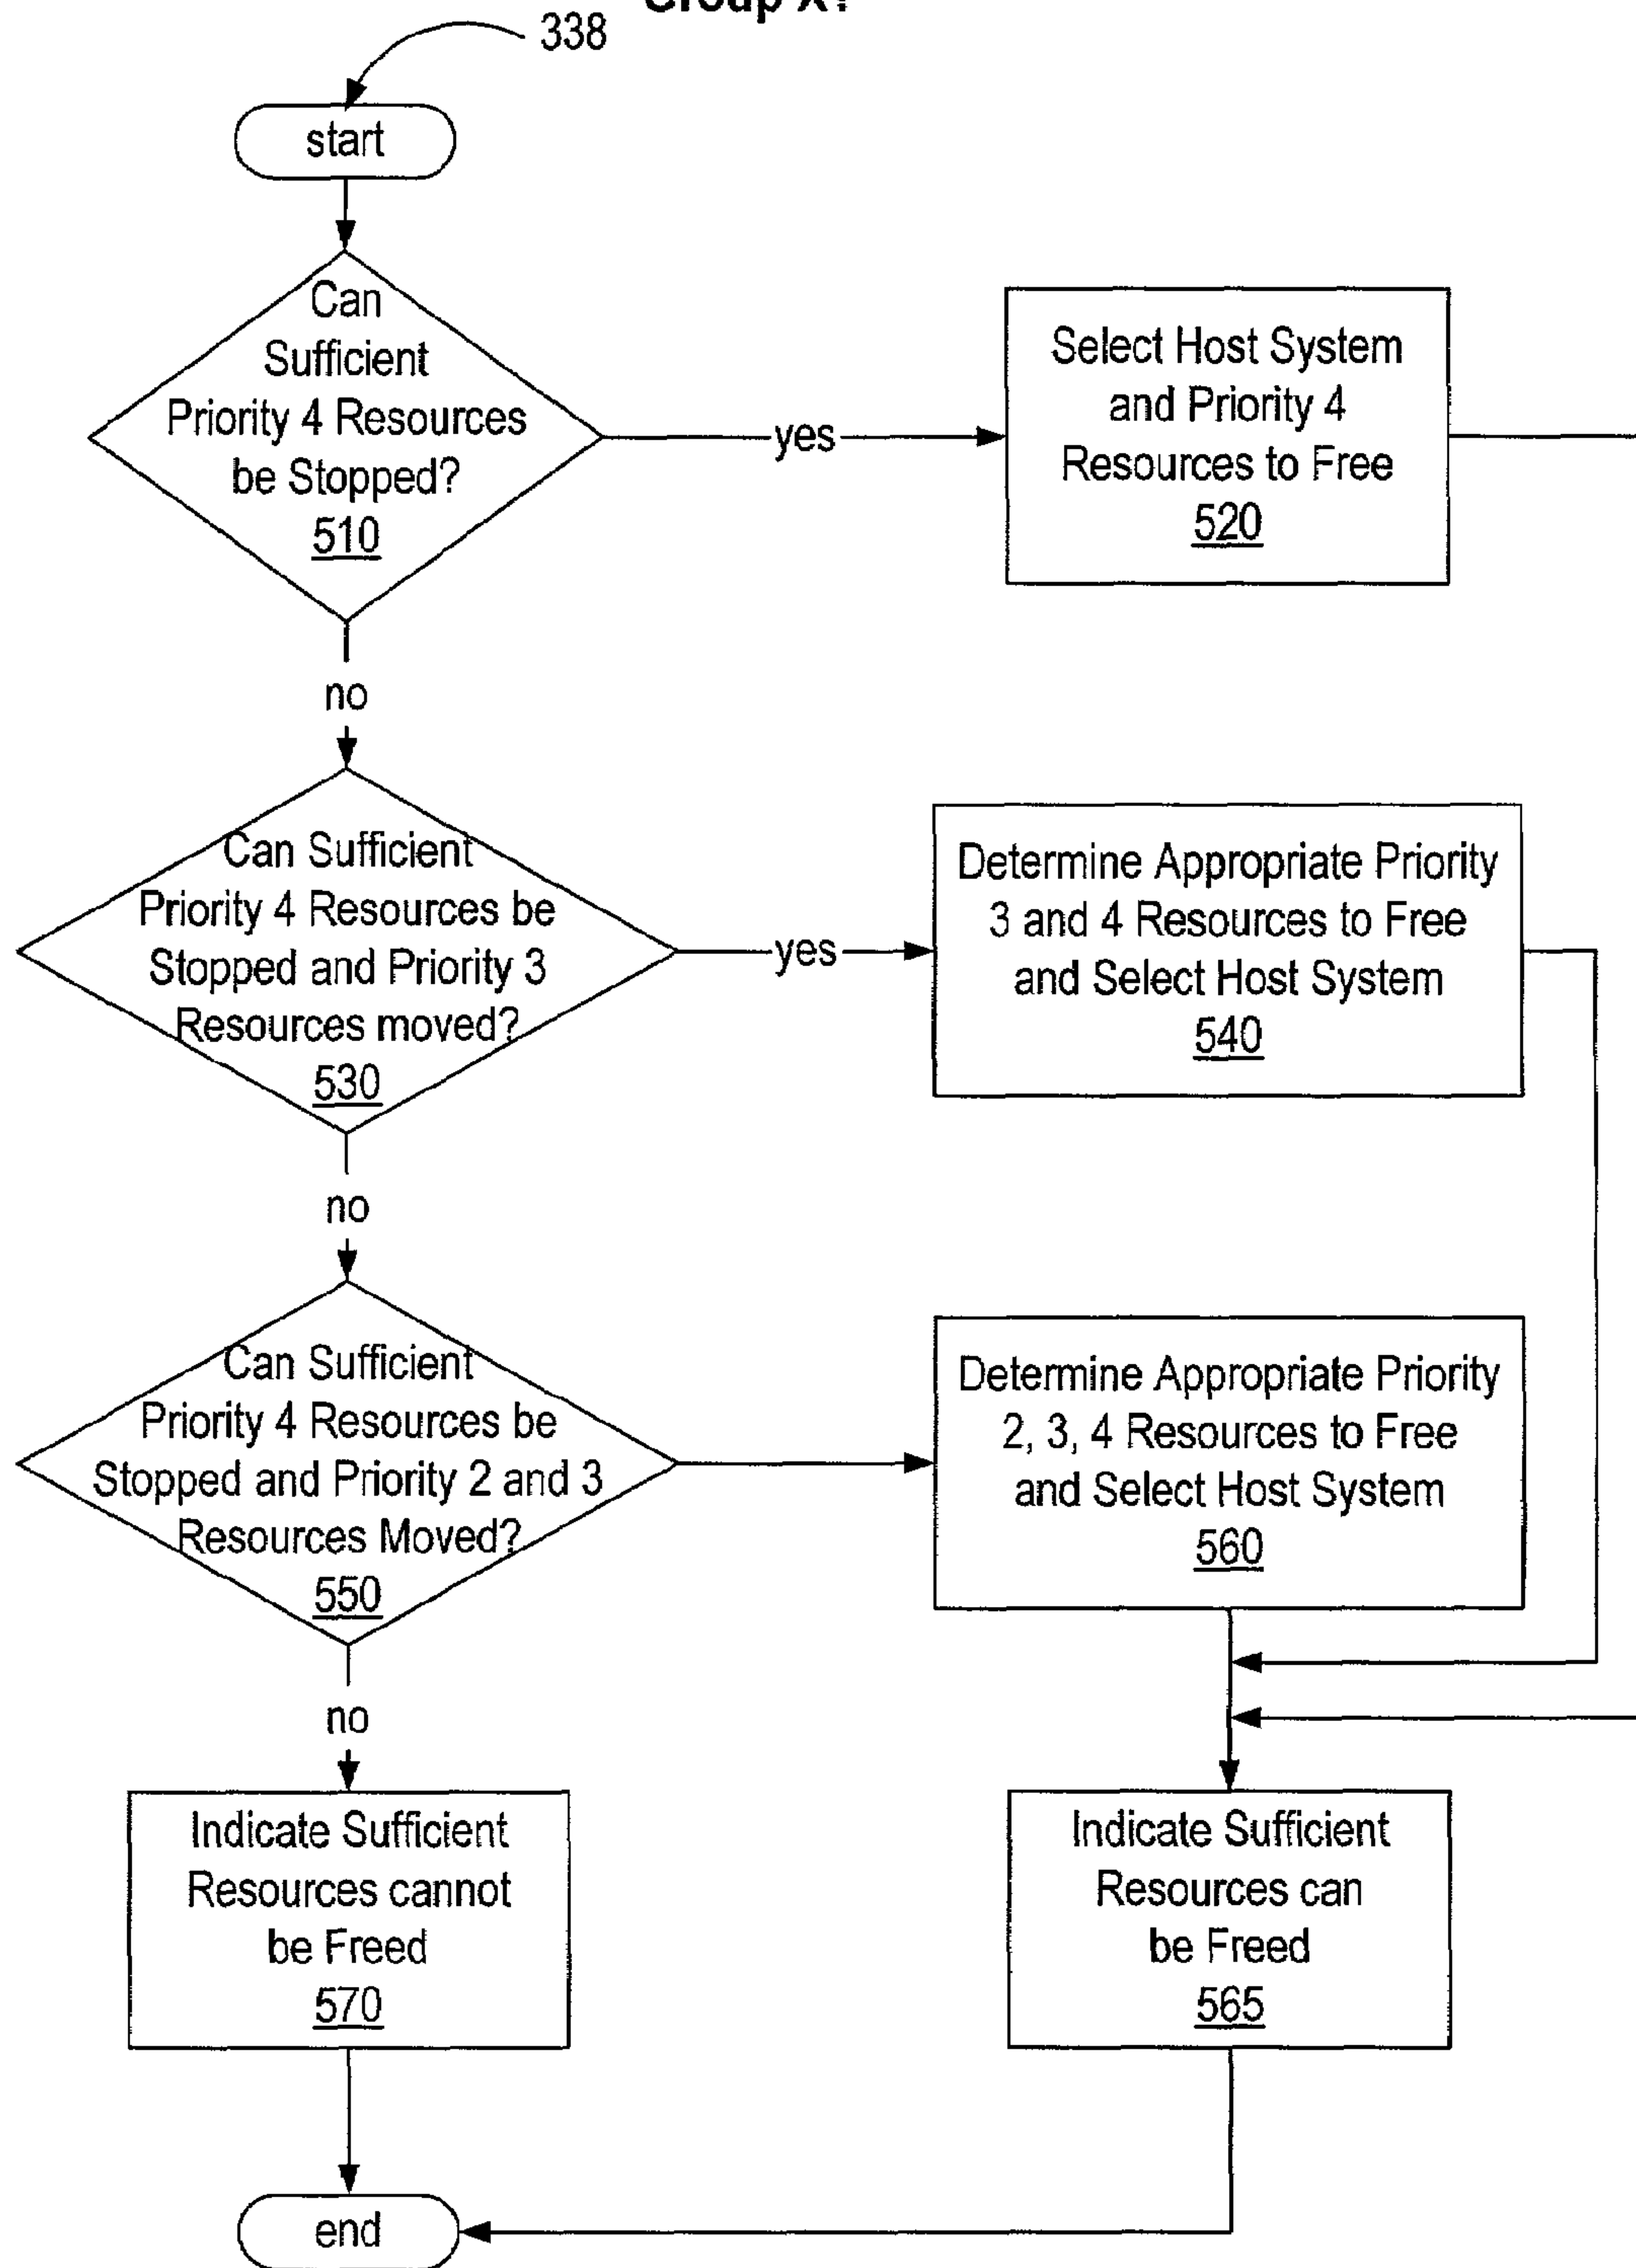 Group X?
338
start
Can
Sufficient
Priority 4 Resources
be Stopped?
510
yes
Select Host System
and Priority 4
Resources to Free
520
no
Can Sufficient
Priority 4 Resources be
Stopped and Priority 3
Resources moved?
530
yes
Determine Appropriate Priority
3 and 4 Resources to Free
and Select Host System
540
no
Can Sufficient
Priority 4 Resources be
Stopped and Priority 2 and 3
Resources Moved?
550
Determine Appropriate Priority
2, 3, 4 Resources to Free
and Select Host System
560
no
Indicate Sufficient
Resources cannot
be Freed
570
Indicate Sufficient
Resources can
be Freed
565
end